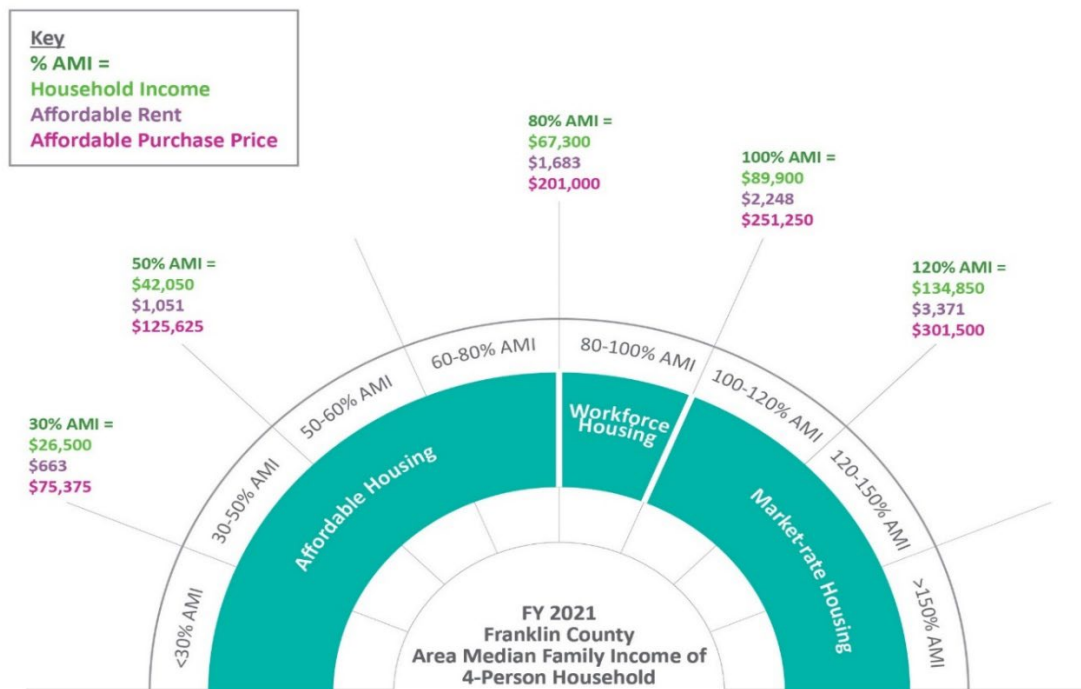 Key
% AMI =
Household Income
Affordable Rent
Affordable Purchase Price
80% AMI =
$67,300
$1,683
$201,000
100% AMI =
$89,900
$2,248
$251,250
50% AMI =
$42,050
$1,051
$125,625
120% AMI =
$134,850
$3,371
$301,500
30% AMI =
$26,500
$663
$75,375
<30% AMI
30-50% AMI
50-60% AMI
60-80% AMI
80-100% AMI
100-120% AMI
120-150% AMI
>150% AMI
Affordable Housing
Workforce
Housing
Market-rate Housing
FY 2021
Franklin County
Area Median Family Income of
4-Person Household